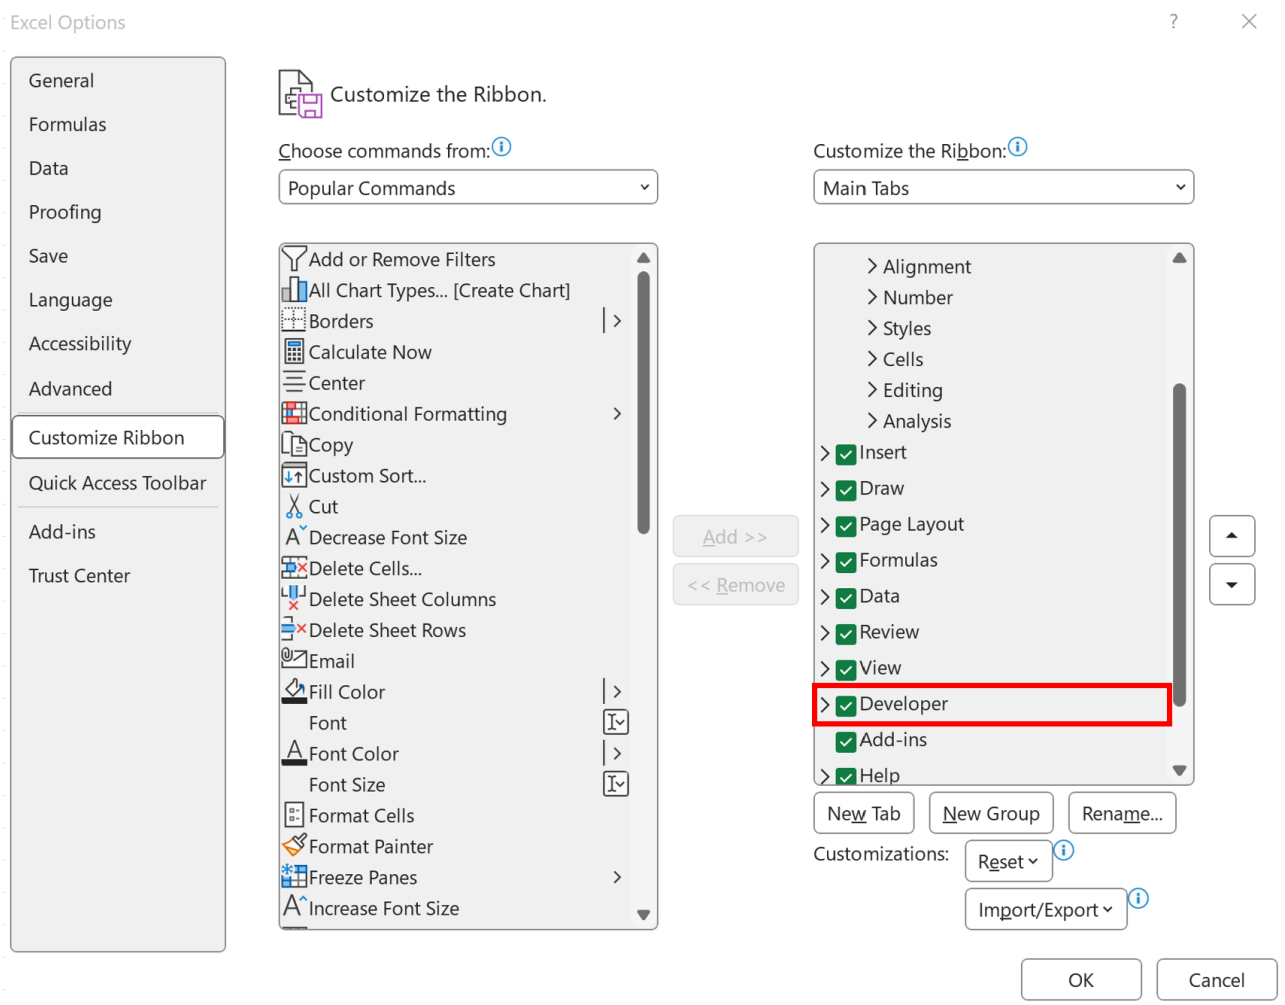 Excel Options
?
General
Formulas
Data
Proofing
Save
Language
Accessibility
Advanced
Customize Ribbon
Quick Access Toolbar
Add-ins
Trust Center
Customize the Ribbon.
Choose commands from:
Popular Commands
Add or Remove Filters
All Chart Types... [Create Chart]
Borders
Calculate Now
Center
Conditional Formatting
Copy
Custom Sort...
Cut
Decrease Font Size
Delete Cells...
Delete Sheet Columns
Delete Sheet Rows
Email
Fill Color
Font
Font Color
Font Size
Format Cells
Format Painter
Freeze Panes
Increase Font Size
Add >>
<< Remove
Customize the Ribbon:
Main Tabs
Alignment
Number
Styles
Cells
Editing
Analysis
Insert
Draw
Page Layout
Formulas
Data
Review
View
Developer
Add-ins
Help
New Tab
New Group
Rename...
Customizations:
Reset
Import/Export
OK
Cancel